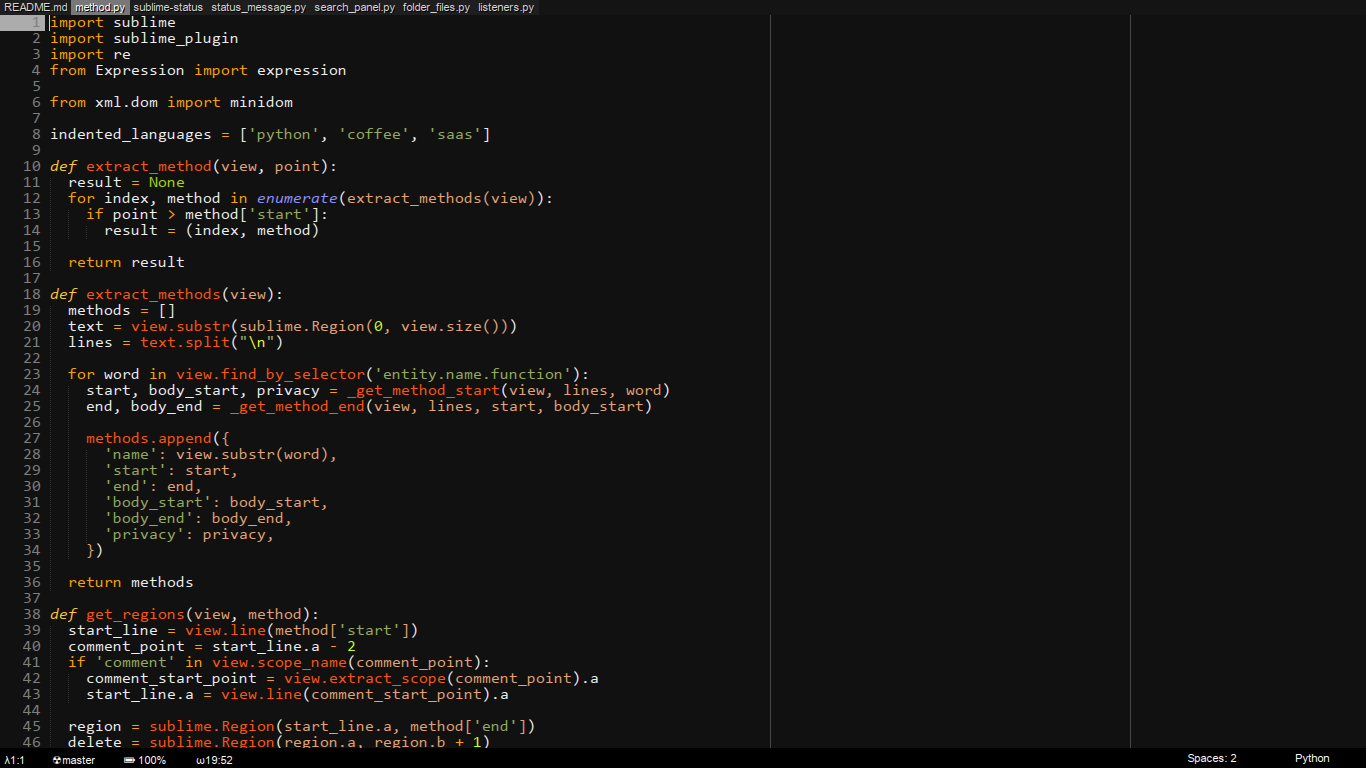 README.md method.py sublime-status status_message.py search_panel.py folder_files.py listeners.py
1 import sublime
2 import sublime_plugin
3 import re
4 from Expression import expression
5
6 from xml.dom import minidom
7
8 indented_languages = ['python', 'coffee', 'saas']
9
10 def extract_method(view, point):
11   result = None
12   for index, method in enumerate(extract_methods(view)):
13     if point > method['start']:
14       result = (index, method)
15
16   return result
17
18 def extract_methods(view):
19   methods = []
20   text = view.substr(sublime.Region(0, view.size()))
21   lines = text.split("\n")
22
23   for word in view.find_by_selector('entity.name.function'):
24     start, body_start, privacy = _get_method_start(view, lines, word)
25     end, body_end = _get_method_end(view, lines, start, body_start)
26
27     methods.append({
28       'name': view.substr(word),
29       'start': start,
30       'end': end,
31       'body_start': body_start,
32       'body_end': body_end,
33       'privacy': privacy,
34     })
35
36   return methods
37
38 def get_regions(view, method):
39   start_line = view.line(method['start'])
40   comment_point = start_line.a - 2
41   if 'comment' in view.scope_name(comment_point):
42     comment_start_point = view.extract_scope(comment_point).a
43     start_line.a = view.line(comment_start_point).a
44
45   region = sublime.Region(start_line.a, method['end'])
46   delete = sublime.Region(region.a, region.b + 1)
λ1:1 ☢master 100% ω19:52 Spaces: 2 Python